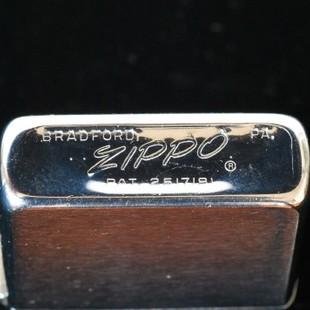 BRADFORD, PA.
ZIPPO ®
PAT. 2517191